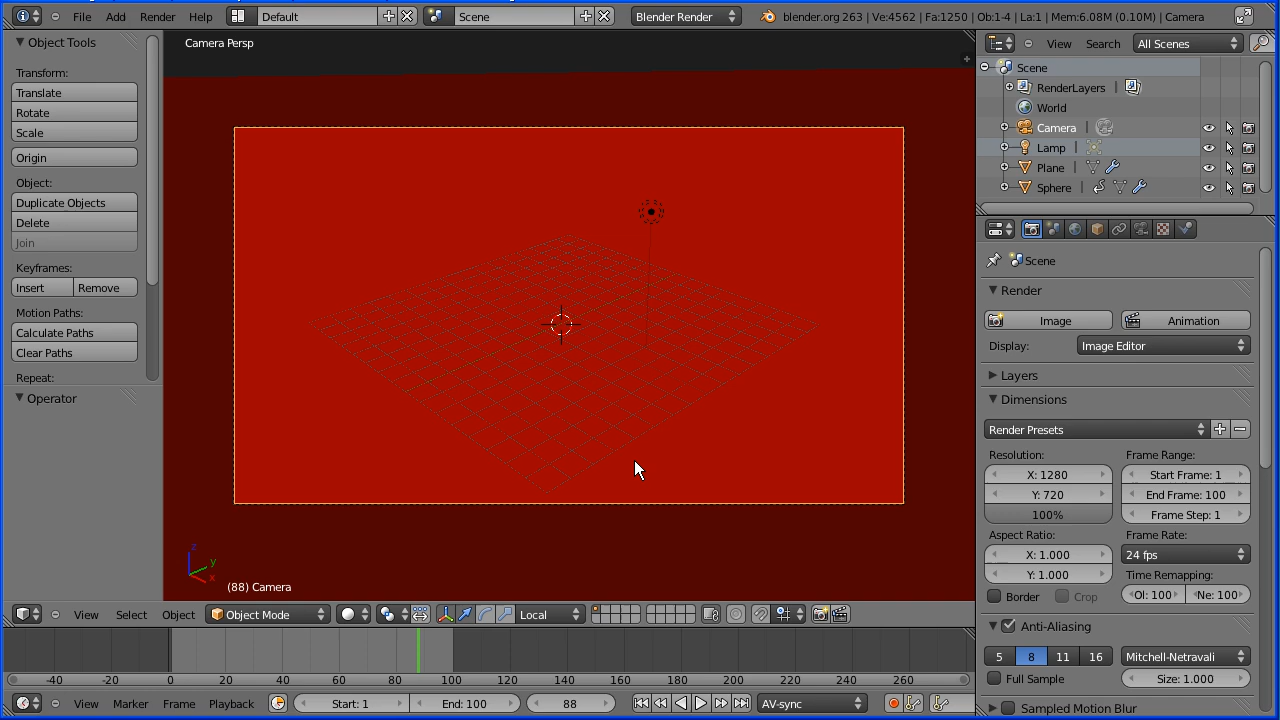 File Add Render Help Default Scene Blender Render blender.org 263 | Ve:4562 | Fa:1250 | Ob:1-4 | La:1 | Mem:6.08M (0.10M) | Camera
Object Tools
Transform:
Translate
Rotate
Scale
Origin
Object:
Duplicate Objects
Delete
Join
Keyframes:
Insert Remove
Motion Paths:
Calculate Paths
Clear Paths
Repeat:
Operator
Camera Persp
z
y
x
(88) Camera
View Select Object Object Mode Local
-40 -20 0 20 40 60 80 100 120 140 160 180 200 220 240 260
View Marker Frame Playback Start: 1 End: 100 88 AV-sync
View Search All Scenes
Scene
RenderLayers
World
Camera
Lamp
Plane
Sphere
Scene
Render
Image Animation
Display: Image Editor
Layers
Dimensions
Render Presets
Resolution: Frame Range:
X: 1280 Start Frame: 1
Y: 720 End Frame: 100
100% Frame Step: 1
Aspect Ratio: Frame Rate:
X: 1.000 24 fps
Y: 1.000 Time Remapping:
Border Crop Ol: 100 Ne: 100
Anti-Aliasing
5 8 11 16 Mitchell-Netravali
Full Sample Size: 1.000
Sampled Motion Blur